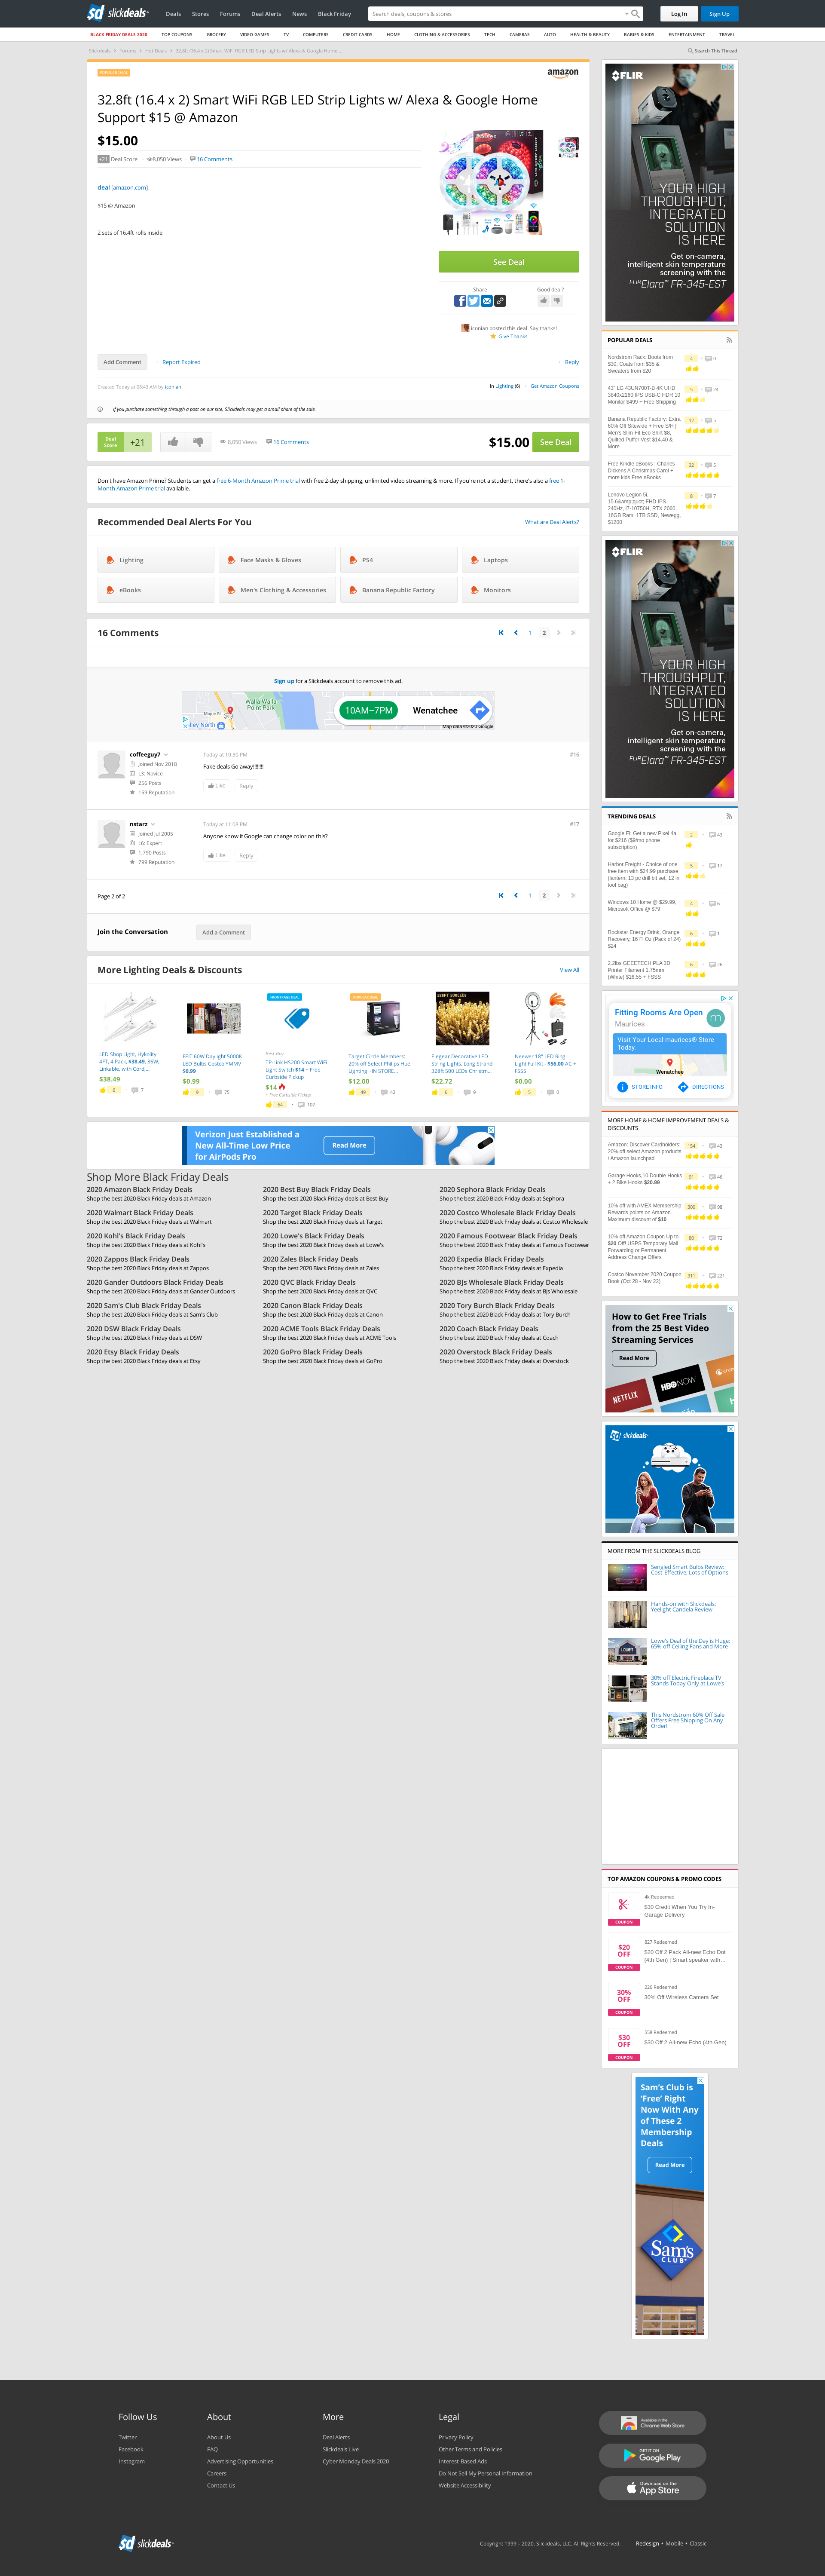 slickdeals
Deals Stores Forums Deal Alerts News Black Friday
Search deals, coupons & stores
Log In Sign Up
BLACK FRIDAY DEALS 2020 TOP COUPONS GROCERY VIDEO GAMES TV COMPUTERS CREDIT CARDS HOME CLOTHING & ACCESSORIES TECH CAMERAS AUTO HEALTH & BEAUTY BABIES & KIDS ENTERTAINMENT TRAVEL
Slickdeals > Forums > Hot Deals > 32.8ft (16.4 x 2) Smart WiFi RGB LED Strip Lights w/ Alexa & Google Home...
Search This Thread
POPULAR DEAL
amazon
32.8ft (16.4 x 2) Smart WiFi RGB LED Strip Lights w/ Alexa & Google Home
Support $15 @ Amazon
$15.00
+21 Deal Score 8,050 Views 16 Comments
deal [amazon.com]
$15 @ Amazon
2 sets of 16.4ft rolls inside
See Deal
Share Good deal?
iconian posted this deal. Say thanks!
Give Thanks
Add Comment Report Expired Reply
Created Today at 08:43 AM by iconian
in Lighting (6) Get Amazon Coupons
If you purchase something through a post on our site, Slickdeals may get a small share of the sale.
Deal
Score
+21
8,050 Views 16 Comments
$15.00 See Deal
Don't have Amazon Prime? Students can get a free 6-Month Amazon Prime trial with free 2-day shipping, unlimited video streaming & more. If you're not a student, there's also a free 1-
Month Amazon Prime trial available.
Recommended Deal Alerts For You
What are Deal Alerts?
Lighting Face Masks & Gloves PS4 Laptops
eBooks Men's Clothing & Accessories Banana Republic Factory Monitors
16 Comments
1 2
Sign up for a Slickdeals account to remove this ad.
Walla Walla
Point Park
Maple St
lley North
10AM–7PM Wenatchee
Map data ©2020 Google
coffeeguy7
Joined Nov 2018
L3: Novice
256 Posts
159 Reputation
Today at 10:30 PM
#16
Fake deals Go away!!!!!!!!
Like Reply
nstarz
Joined Jul 2005
L6: Expert
1,790 Posts
799 Reputation
Today at 11:08 PM
#17
Anyone know if Google can change color on this?
Like Reply
Page 2 of 2
1 2
Join the Conversation
Add a Comment
More Lighting Deals & Discounts
View All
LED Shop Light, Hykolity
4FT, 4 Pack, $38.49, 36W,
Linkable, with Cord,...
$38.49
6 7
FEIT 60W Daylight 5000K
LED Bulbs Costco YMMV
$0.99
$0.99
9 75
FRONTPAGE DEAL
Best Buy
TP-Link HS200 Smart WiFi
Light Switch $14 + Free
Curbside Pickup
$14
+ Free Curbside Pickup
64 107
POPULAR DEAL
Target Circle Members:
20% off Select Philips Hue
Lighting ~IN STORE...
$12.00
49 42
Elegear Decorative LED
String Lights, Long Strand
328ft 500 LEDs Christm...
$22.72
6 9
Neewer 18" LED Ring
Light Full Kit - $56.00 AC +
FSSS
$0.00
5 0
Verizon Just Established a
New All-Time Low Price
for AirPods Pro
Read More
Shop More Black Friday Deals
2020 Amazon Black Friday Deals
Shop the best 2020 Black Friday deals at Amazon
2020 Best Buy Black Friday Deals
Shop the best 2020 Black Friday deals at Best Buy
2020 Sephora Black Friday Deals
Shop the best 2020 Black Friday deals at Sephora
2020 Walmart Black Friday Deals
Shop the best 2020 Black Friday deals at Walmart
2020 Target Black Friday Deals
Shop the best 2020 Black Friday deals at Target
2020 Costco Wholesale Black Friday Deals
Shop the best 2020 Black Friday deals at Costco Wholesale
2020 Kohl's Black Friday Deals
Shop the best 2020 Black Friday deals at Kohl's
2020 Lowe's Black Friday Deals
Shop the best 2020 Black Friday deals at Lowe's
2020 Famous Footwear Black Friday Deals
Shop the best 2020 Black Friday deals at Famous Footwear
2020 Zappos Black Friday Deals
Shop the best 2020 Black Friday deals at Zappos
2020 Zales Black Friday Deals
Shop the best 2020 Black Friday deals at Zales
2020 Expedia Black Friday Deals
Shop the best 2020 Black Friday deals at Expedia
2020 Gander Outdoors Black Friday Deals
Shop the best 2020 Black Friday deals at Gander Outdoors
2020 QVC Black Friday Deals
Shop the best 2020 Black Friday deals at QVC
2020 BJs Wholesale Black Friday Deals
Shop the best 2020 Black Friday deals at BJs Wholesale
2020 Sam's Club Black Friday Deals
Shop the best 2020 Black Friday deals at Sam's Club
2020 Canon Black Friday Deals
Shop the best 2020 Black Friday deals at Canon
2020 Tory Burch Black Friday Deals
Shop the best 2020 Black Friday deals at Tory Burch
2020 DSW Black Friday Deals
Shop the best 2020 Black Friday deals at DSW
2020 ACME Tools Black Friday Deals
Shop the best 2020 Black Friday deals at ACME Tools
2020 Coach Black Friday Deals
Shop the best 2020 Black Friday deals at Coach
2020 Etsy Black Friday Deals
Shop the best 2020 Black Friday deals at Etsy
2020 GoPro Black Friday Deals
Shop the best 2020 Black Friday deals at GoPro
2020 Overstock Black Friday Deals
Shop the best 2020 Black Friday deals at Overstock
FLIR
YOUR HIGH
THROUGHPUT,
INTEGRATED
SOLUTION
IS HERE
Get on-camera,
intelligent skin temperature
screening with the
FLIR Elara™ FR-345-EST
POPULAR DEALS
Nordstrom Rack: Boots from
$30, Coats from $35 &
Sweaters from $20
4 0
43" LG 43UN700T-B 4K UHD
3840x2160 IPS USB-C HDR 10
Monitor $499 + Free Shipping
5 24
Banana Republic Factory: Extra
60% Off Sitewide + Free S/H |
Men's Slim-Fit Eco Shirt $8,
Quilted Puffer Vest $14.40 &
More
12 5
Free Kindle eBooks : Charles
Dickens A Christmas Carol +
more kids Free eBooks
32 5
Lenovo Legion 5i,
15.6&amp;quot; FHD IPS
240Hz, i7-10750H, RTX 2060,
16GB Ram, 1TB SSD, Newegg,
$1200
8 7
FLIR
YOUR HIGH
THROUGHPUT,
INTEGRATED
SOLUTION
IS HERE
Get on-camera,
intelligent skin temperature
screening with the
FLIR Elara™ FR-345-EST
TRENDING DEALS
Google Fi: Get a new Pixel 4a
for $216 ($9/mo phone
subscription)
2 43
Harbor Freight - Choice of one
free item with $24.99 purchase
(lantern, 13 pc drill bit set, 12 in
tool bag)
5 17
Windows 10 Home @ $29.99,
Microsoft Office @ $79
4 6
Rockstar Energy Drink, Orange
Recovery, 16 Fl Oz (Pack of 24)
$24
6 1
2.2lbs GEEETECH PLA 3D
Printer Filament 1.75mm
(White) $16.55 + FSSS
6 26
Fitting Rooms Are Open
Maurices
m
Visit Your Local maurices® Store
Today.
Wenatchee
STORE INFO DIRECTIONS
MORE HOME & HOME IMPROVEMENT DEALS &
DISCOUNTS
Amazon: Discover Cardholders:
20% off select Amazon products
/ Amazon launchpad
154 43
Garage Hooks,10 Double Hooks
+ 2 Bike Hooks $20.99
91 46
10% off with AMEX Membership
Rewards points on Amazon.
Maximum discount of $10
300 98
10% off Amazon Coupon Up to
$20 Off! USPS Temporary Mail
Forwarding or Permanent
Address Change Offers
80 72
Costco November 2020 Coupon
Book (Oct 26 - Nov 22)
311 221
How to Get Free Trials
from the 25 Best Video
Streaming Services
Read More
NETFLIX HBO NOW
slickdeals
MORE FROM THE SLICKDEALS BLOG
Sengled Smart Bulbs Review:
Cost-Effective; Lots of Options
Hands-on with Slickdeals:
Yeelight Candela Review
Lowe's Deal of the Day is Huge:
65% off Ceiling Fans and More
30% off Electric Fireplace TV
Stands Today Only at Lowe's
This Nordstrom 60% Off Sale
Offers Free Shipping On Any
Order!
TOP AMAZON COUPONS & PROMO CODES
COUPON
4k Redeemed
$30 Credit When You Try In-
Garage Delivery
$20
OFF
COUPON
827 Redeemed
$20 Off 2 Pack All-new Echo Dot
(4th Gen) | Smart speaker with...
30%
OFF
COUPON
226 Redeemed
30% Off Wireless Camera Set
$30
OFF
COUPON
558 Redeemed
$30 Off 2 All-new Echo (4th Gen)
Sam's Club is
'Free' Right
Now With Any
of These 2
Membership
Deals
Read More
Sam's
CLUB
Follow Us
Twitter
Facebook
Instagram
About
About Us
FAQ
Advertising Opportunities
Careers
Contact Us
More
Deal Alerts
Slickdeals Live
Cyber Monday Deals 2020
Legal
Privacy Policy
Other Terms and Policies
Interest-Based Ads
Do Not Sell My Personal Information
Website Accessibility
Available in the
Chrome Web Store
GET IT ON
Google Play
Download on the
App Store
slickdeals
Copyright 1999 – 2020. Slickdeals, LLC. All Rights Reserved.
Redesign • Mobile • Classic